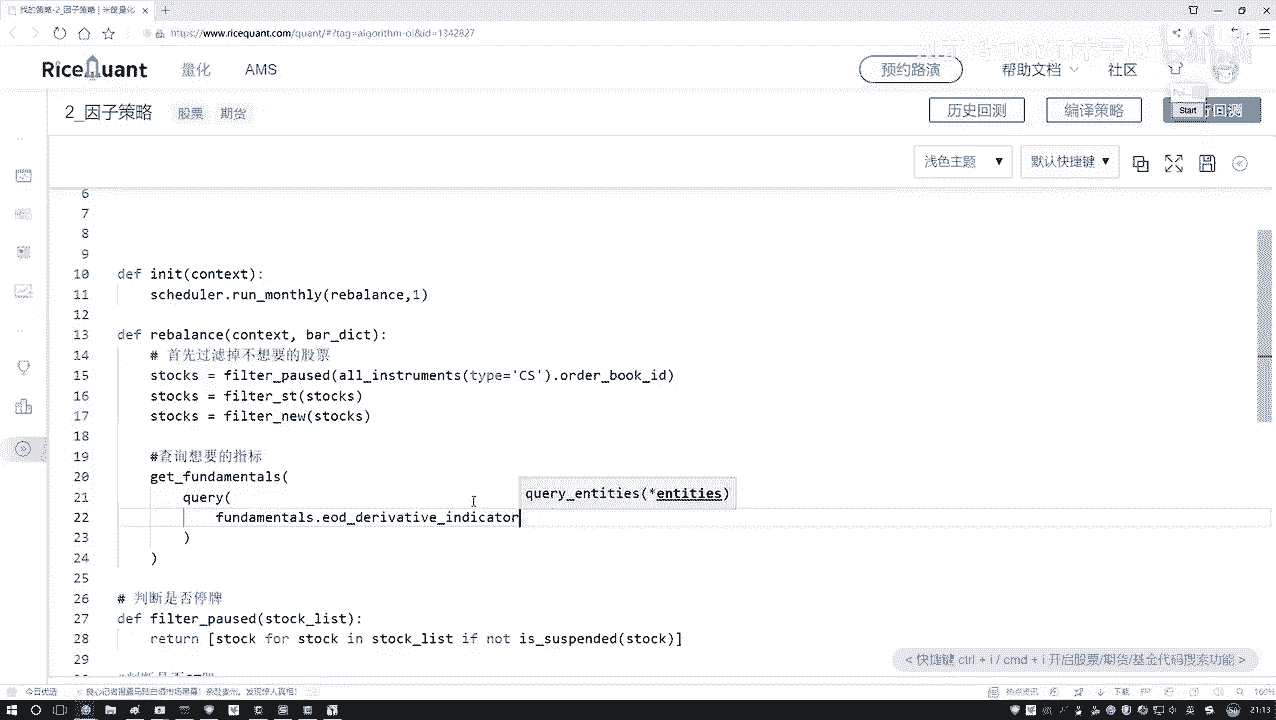 找的策略-2_因子策略 | 米筐量化
https://www.ricequant.com/quant/#?tag=algorithm-ol&id=1342827
RiceQuant 量化 AMS 预约路演 帮助文档 社区
2_因子策略 股票 期货 历史回测 编译策略 回测
Start
浅色主题 默认快捷键
6
7
8
9
10 def init(context):
11 scheduler.run_monthly(rebalance,1)
12
13 def rebalance(context, bar_dict):
14 # 首先过滤掉不想要的股票
15 stocks = filter_paused(all_instruments(type='CS').order_book_id)
16 stocks = filter_st(stocks)
17 stocks = filter_new(stocks)
18
19 #查询想要的指标
20 get_fundamentals(
21 query(
query_entities(*entities)
22 fundamentals.eod_derivative_indicator
23 )
24 )
25
26 # 判断是否停牌
27 def filter_paused(stock_list):
28 return [stock for stock in stock_list if not is_suspended(stock)]
29
< 快捷键 ctrl + i / cmd + i 开启股票/期货/基金代码搜索功能 >
今日优选
下载
100%
21:13